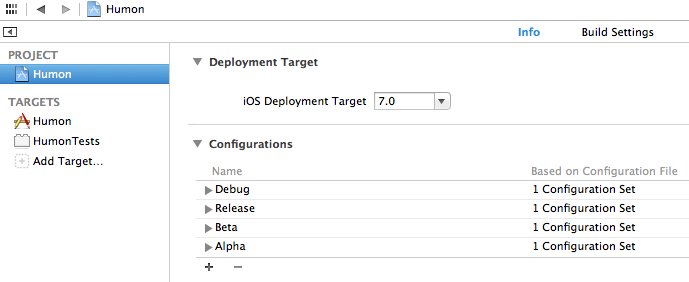 Humon
Info Build Settings
PROJECT
Humon
TARGETS
Humon
HumonTests
Add Target...
Deployment Target
iOS Deployment Target 7.0
Configurations
Name Based on Configuration File
Debug 1 Configuration Set
Release 1 Configuration Set
Beta 1 Configuration Set
Alpha 1 Configuration Set